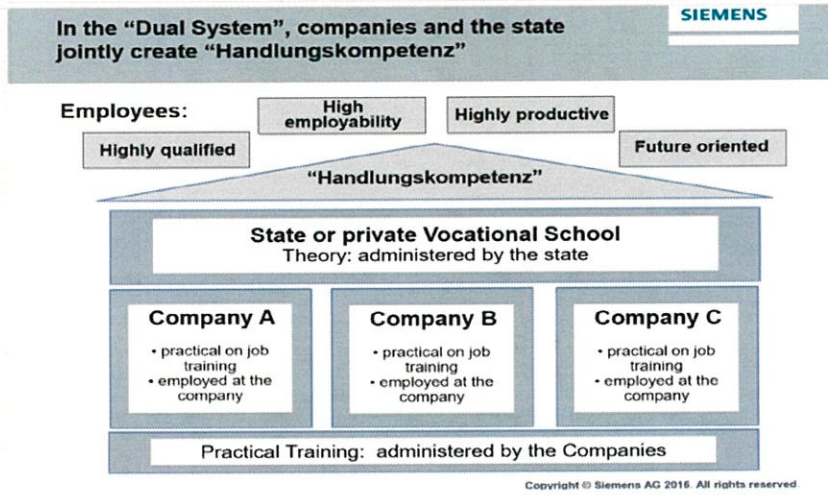 In the “Dual System”, companies and the state
jointly create “Handlungskompetenz”
SIEMENS
Employees:
High
employability
Highly productive
Highly qualified
Future oriented
“Handlungskompetenz”
State or private Vocational School
Theory: administered by the state
Company A
• practical on job
training
• employed at the
company
Company B
• practical on job
training
• employed at the
company
Company C
• practical on job
training
• employed at the
company
Practical Training: administered by the Companies
Copyright © Siemens AG 2016. All rights reserved